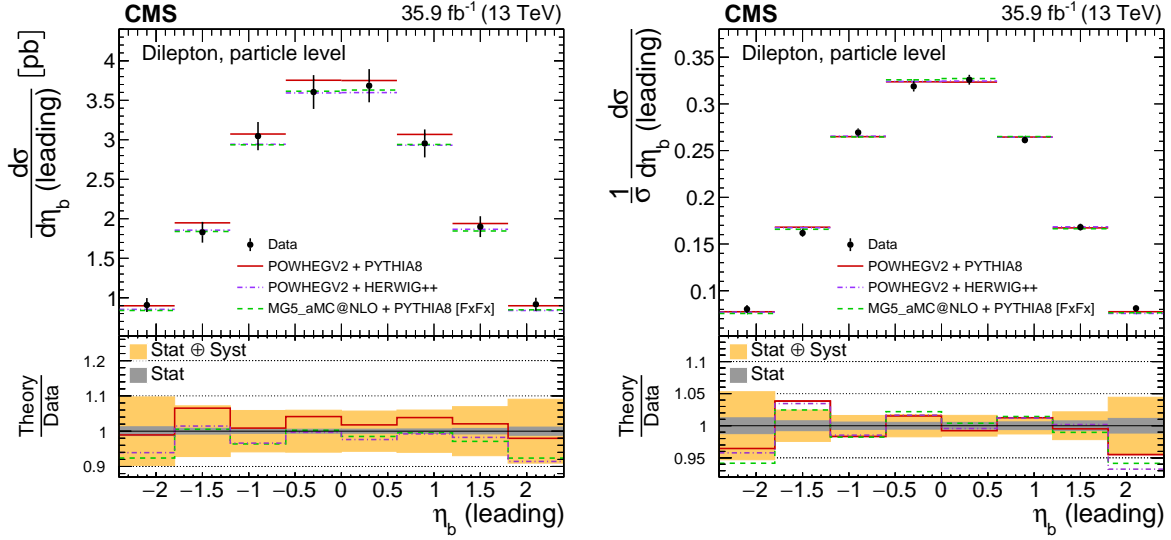 CMS 35.9 fb⁻¹ (13 TeV)
Dilepton, particle level
dσ
dη_b (leading) [pb]
4
3.5
3
2.5
2
1.5
1
Data
POWHEGV2 + PYTHIA8
POWHEGV2 + HERWIG++
MG5_aMC@NLO + PYTHIA8 [FxFx]
Stat ⊕ Syst
Stat
Theory
Data
1.2
1.1
1
0.9
−2 −1.5 −1 −0.5 0 0.5 1 1.5 2
η_b (leading)
CMS 35.9 fb⁻¹ (13 TeV)
Dilepton, particle level
1 dσ
σ dη_b (leading)
0.35
0.3
0.25
0.2
0.15
0.1
Data
POWHEGV2 + PYTHIA8
POWHEGV2 + HERWIG++
MG5_aMC@NLO + PYTHIA8 [FxFx]
Stat ⊕ Syst
Stat
Theory
Data
1.1
1.05
1
0.95
−2 −1.5 −1 −0.5 0 0.5 1 1.5 2
η_b (leading)